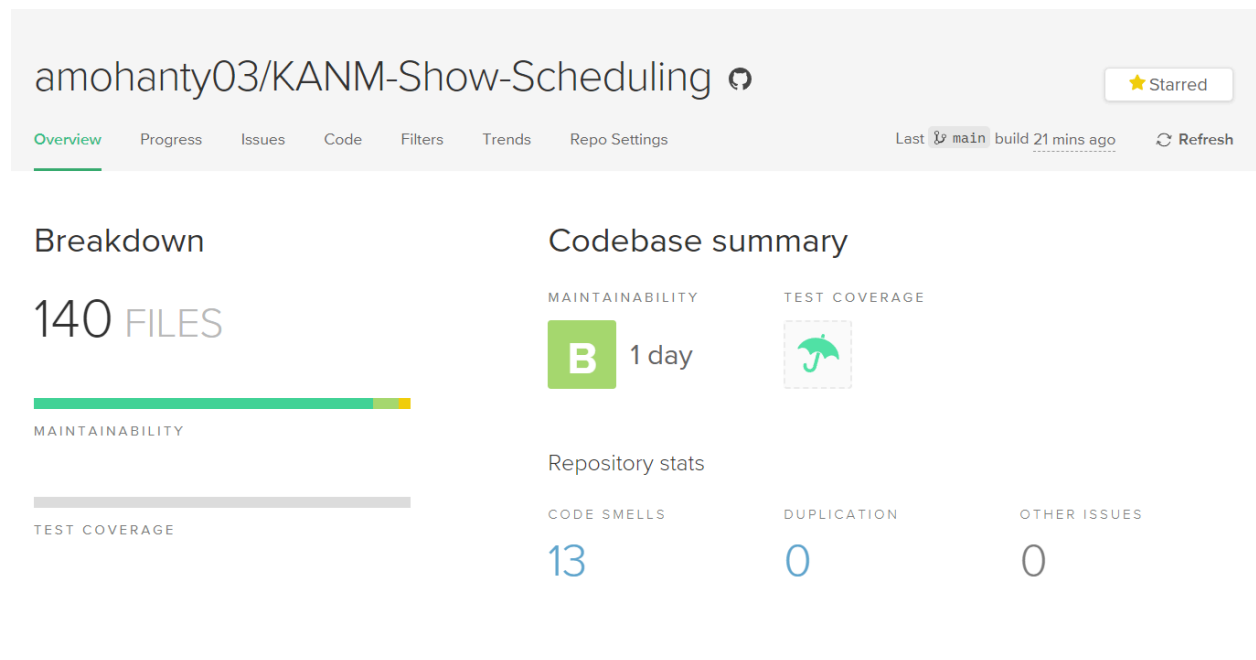 amohanty03/KANM-Show-Scheduling
Starred
Overview Progress Issues Code Filters Trends Repo Settings Last main build 21 mins ago Refresh
Breakdown
140 FILES
MAINTAINABILITY
TEST COVERAGE
Codebase summary
MAINTAINABILITY TEST COVERAGE
B 1 day
Repository stats
CODE SMELLS DUPLICATION OTHER ISSUES
13 0 0